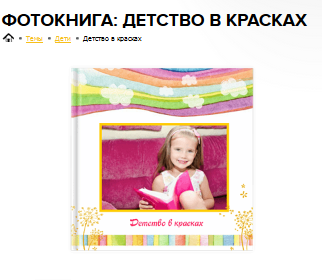 ФОТОКНИГА: ДЕТСТВО В КРАСКАХ
Темы • Дети • Детство в красках
Детство в красках